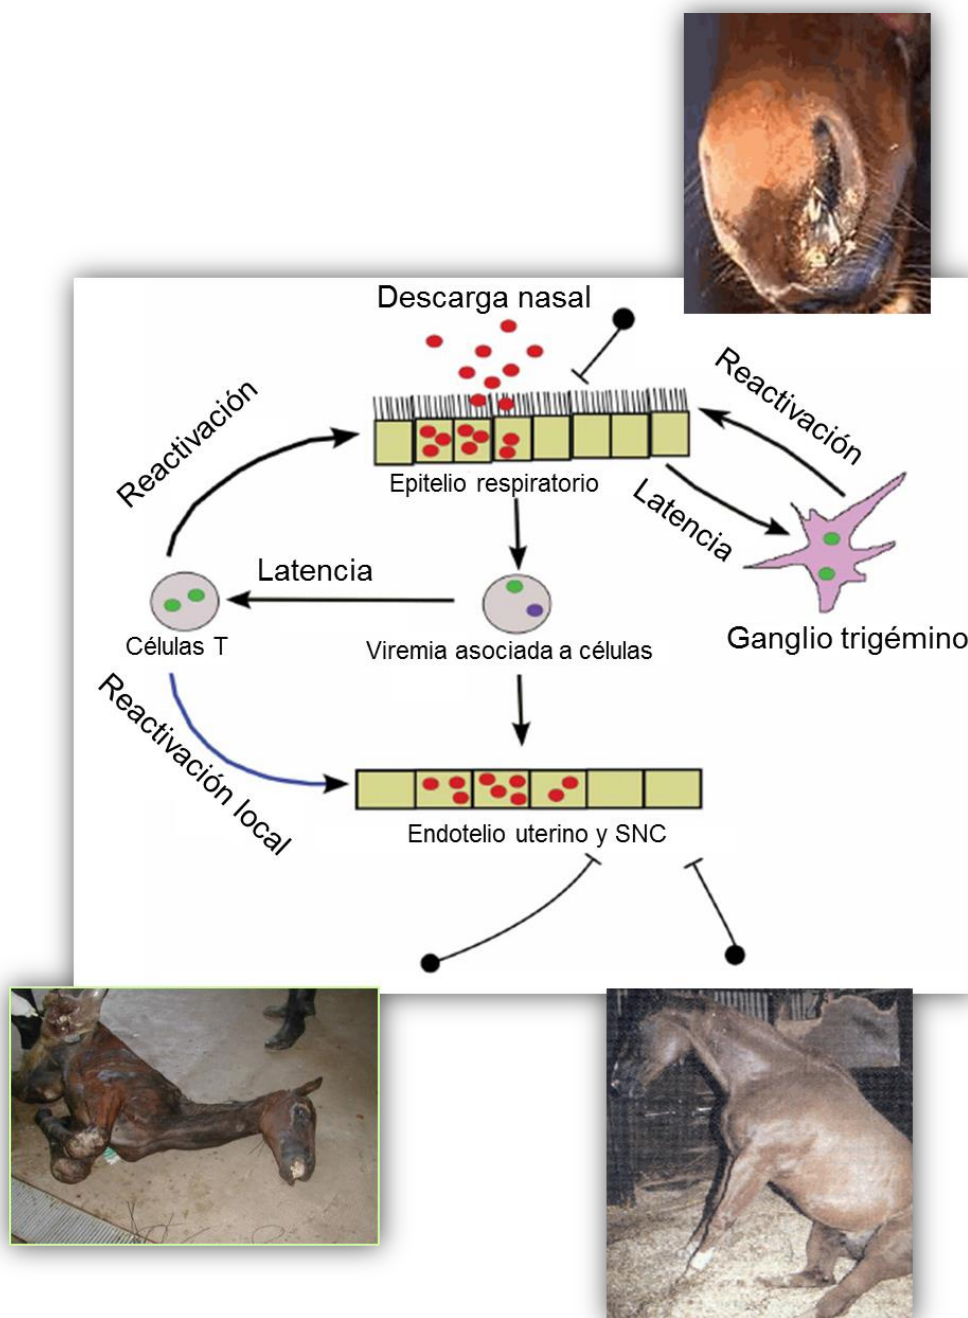 Descarga nasal
Reactivación
Reactivación
Epitelio respiratorio
Latencia
Latencia
Células T
Viremia asociada a células
Ganglio trigémino
Reactivación local
Endotelio uterino y SNC